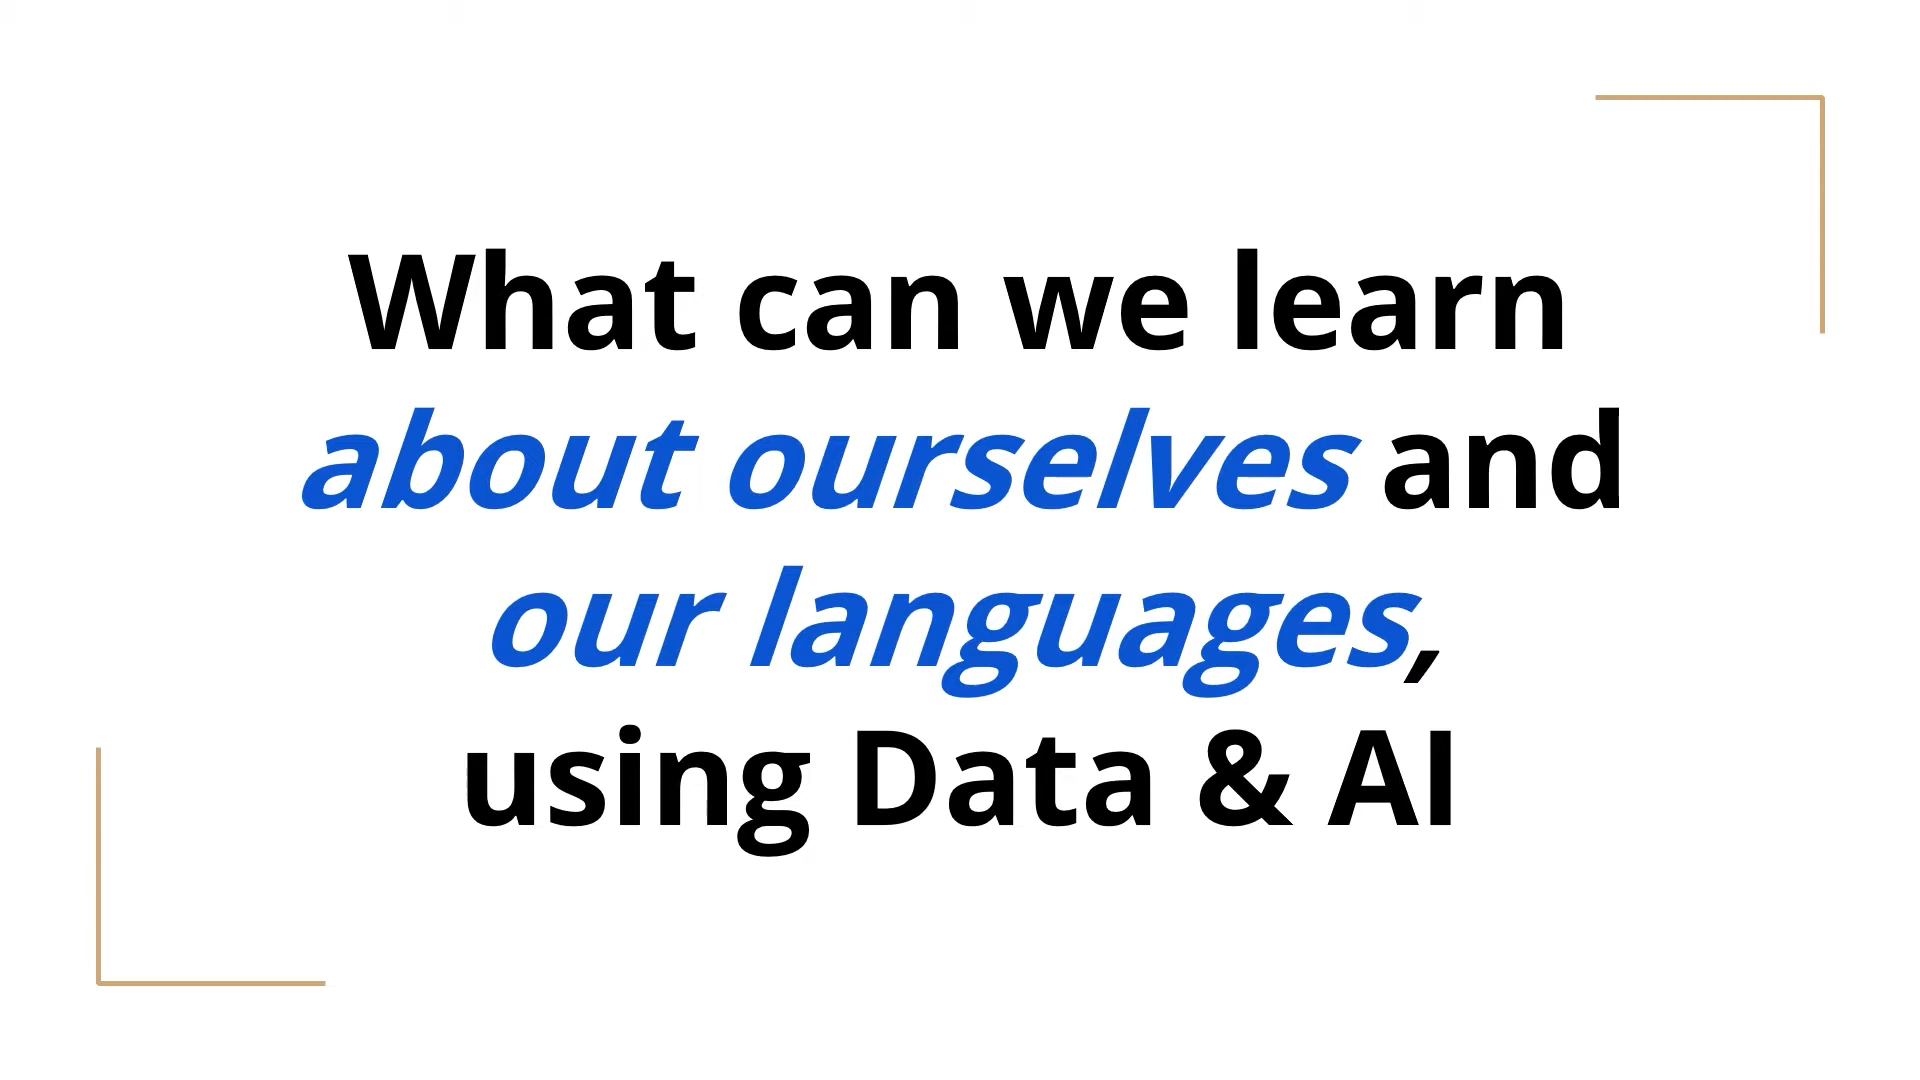 What can we learn
about ourselves and
our languages,
using Data & AI